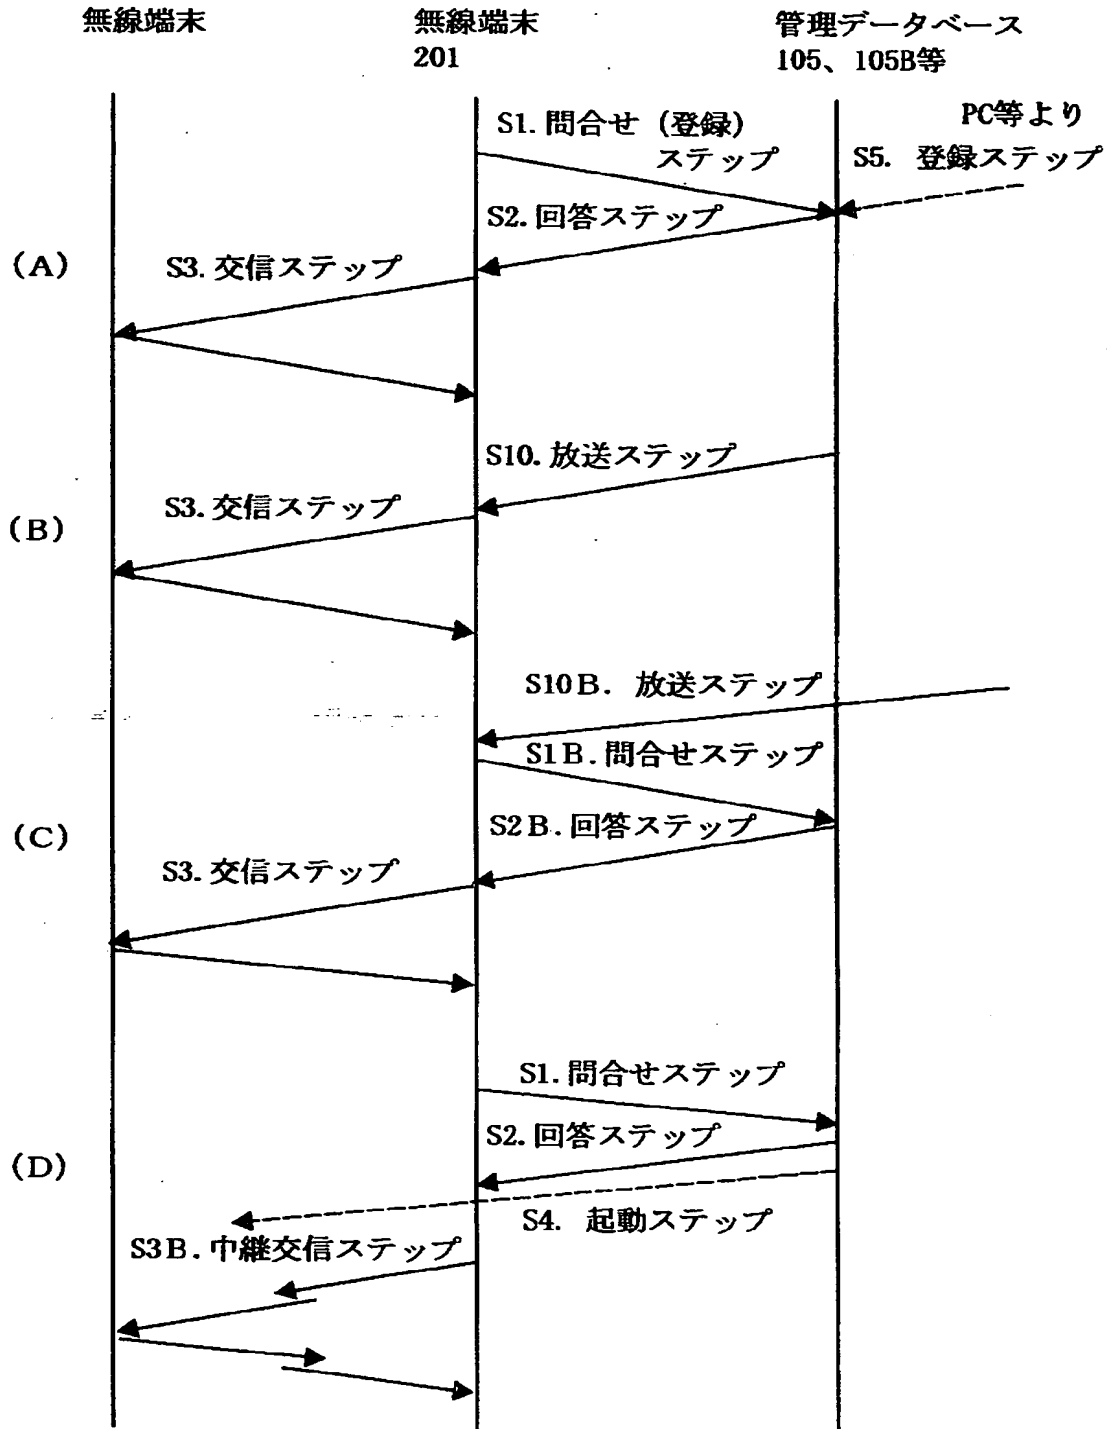 無線端末
無線端末
201
管理データベース
105、105B等
PC等より
S1.問合せ（登録）
ステップ
S5. 登録ステップ
S2.回答ステップ
(A)
S3.交信ステップ
S10.放送ステップ
S3.交信ステップ
(B)
S10B. 放送ステップ
S1B.問合せステップ
S2B.回答ステップ
(C)
S3.交信ステップ
S1.問合せステップ
S2.回答ステップ
(D)
S4. 起動ステップ
S3B.中継交信ステップ